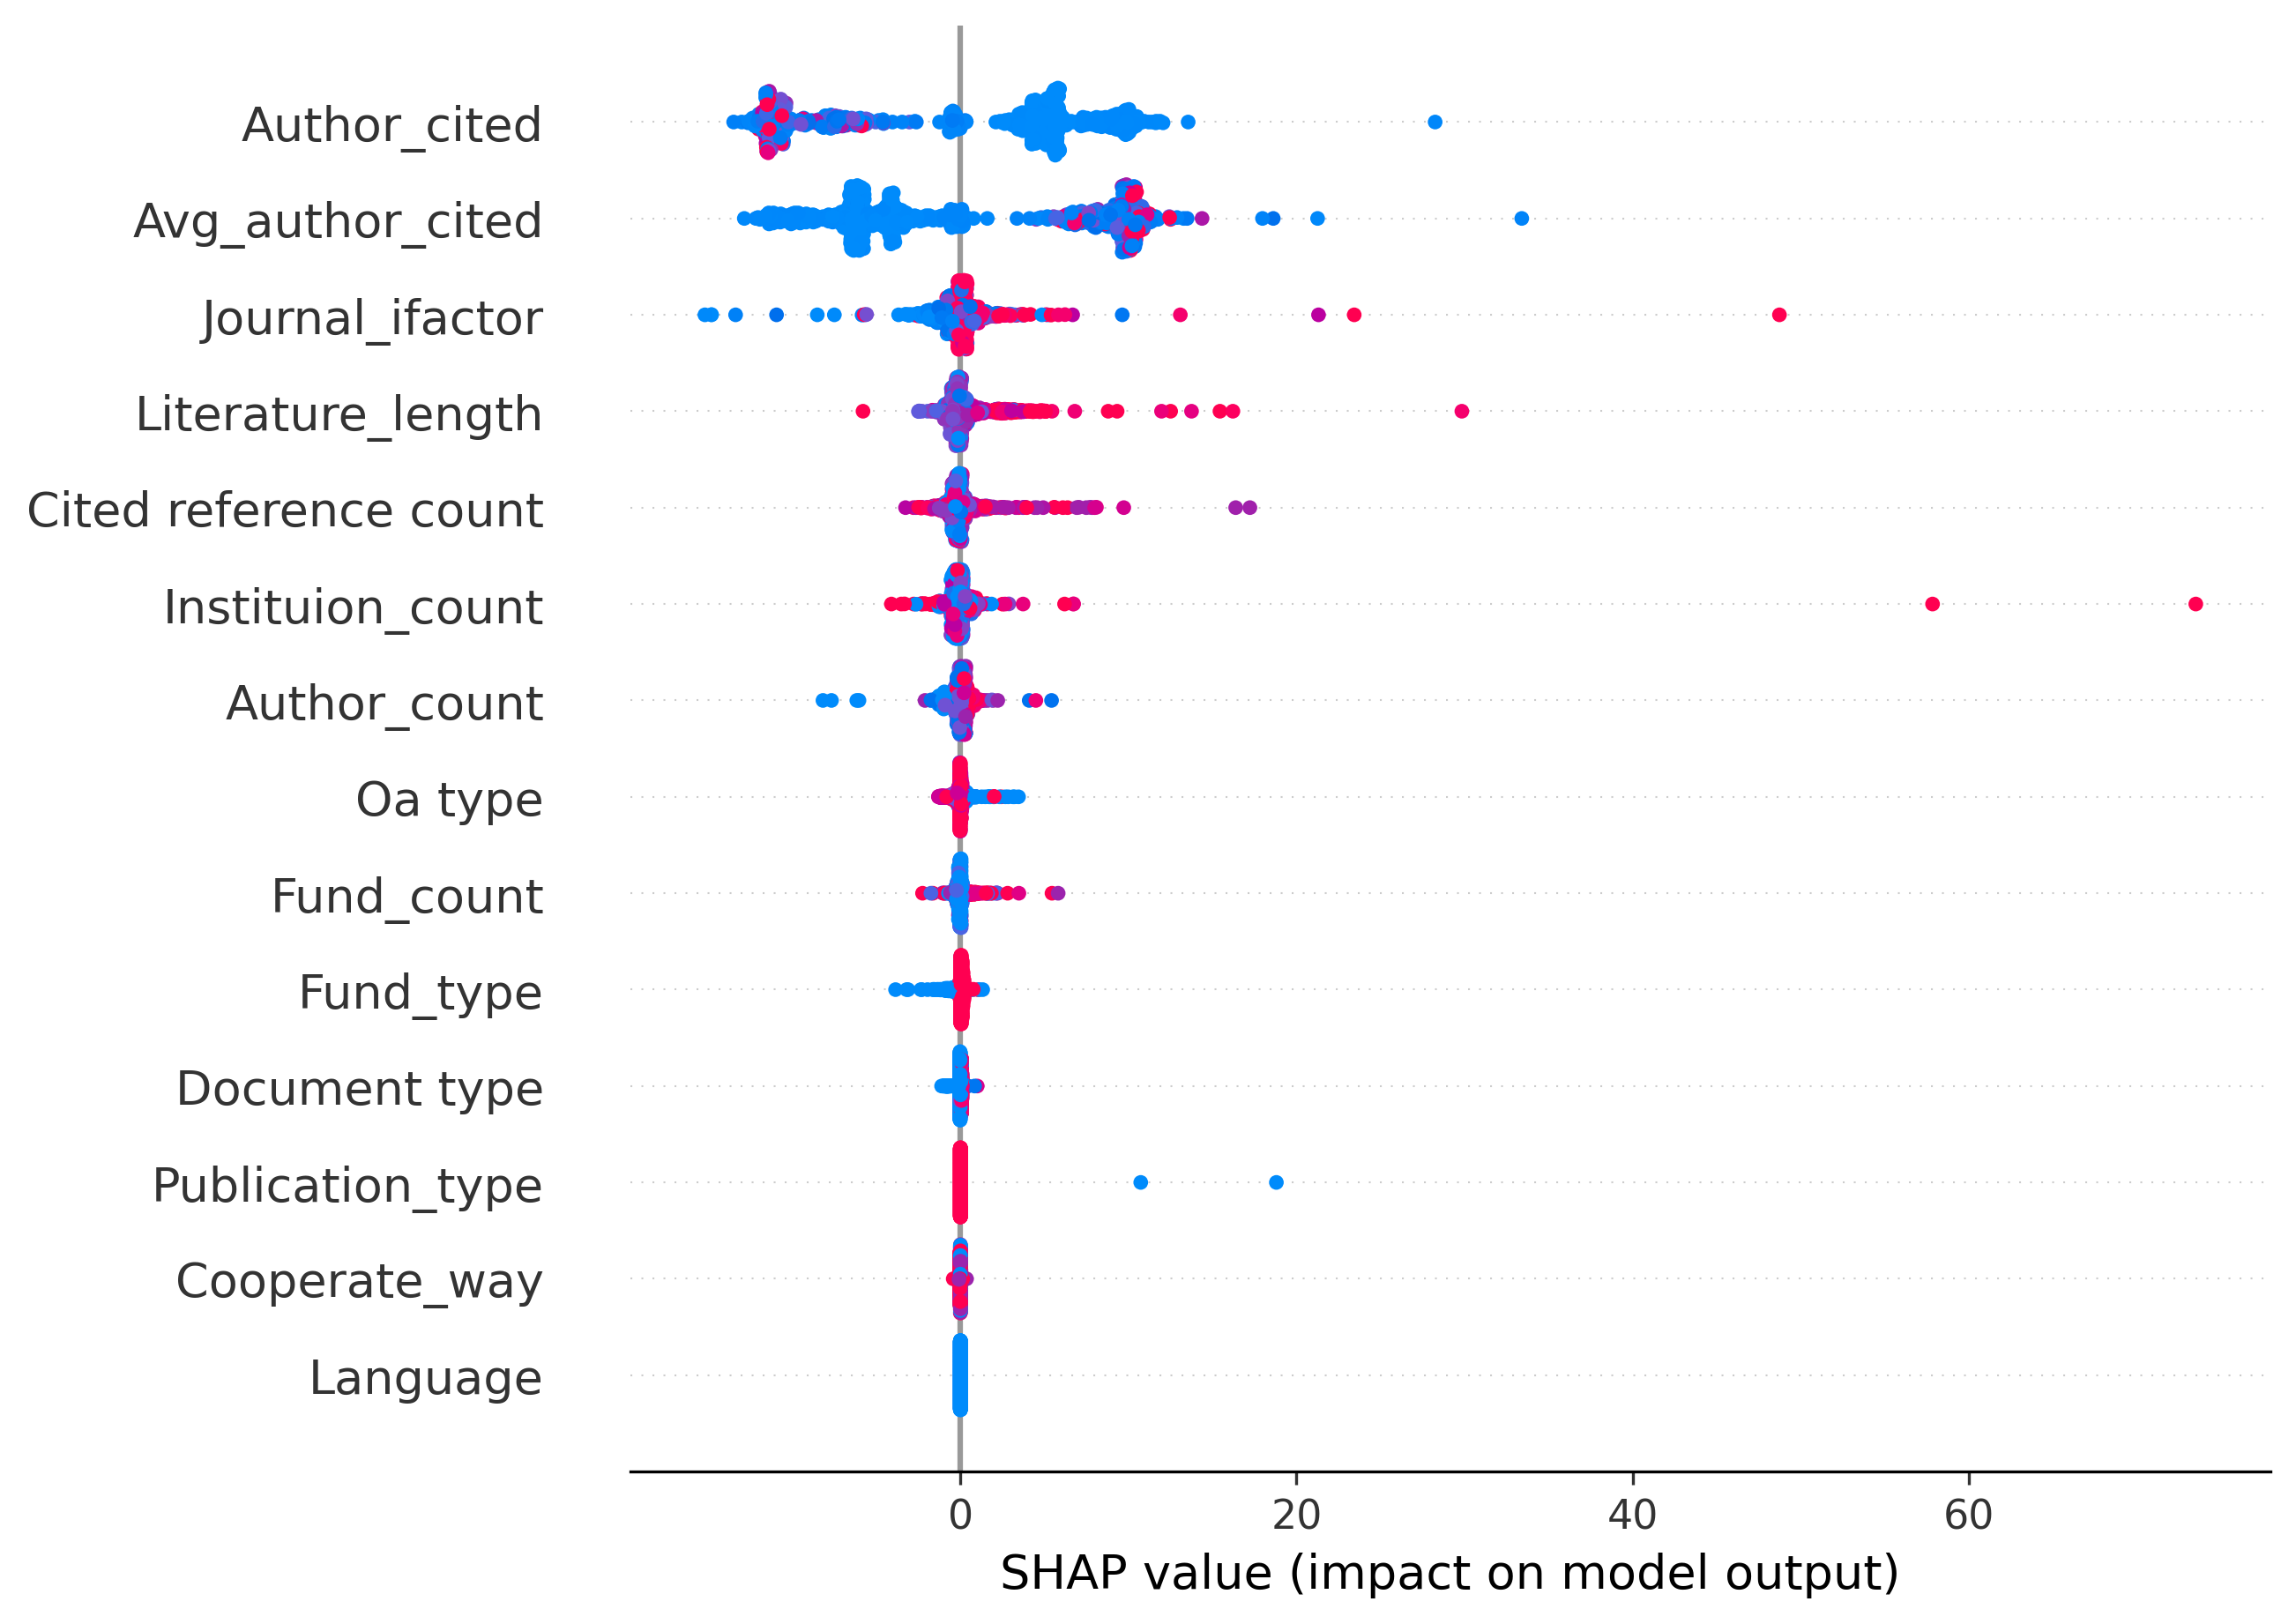 Author_cited
Avg_author_cited
Journal_ifactor
Literature_length
Cited reference count
Instituion_count
Author_count
Oa type
Fund_count
Fund_type
Document type
Publication_type
Cooperate_way
Language
0 20 40 60
SHAP value (impact on model output)